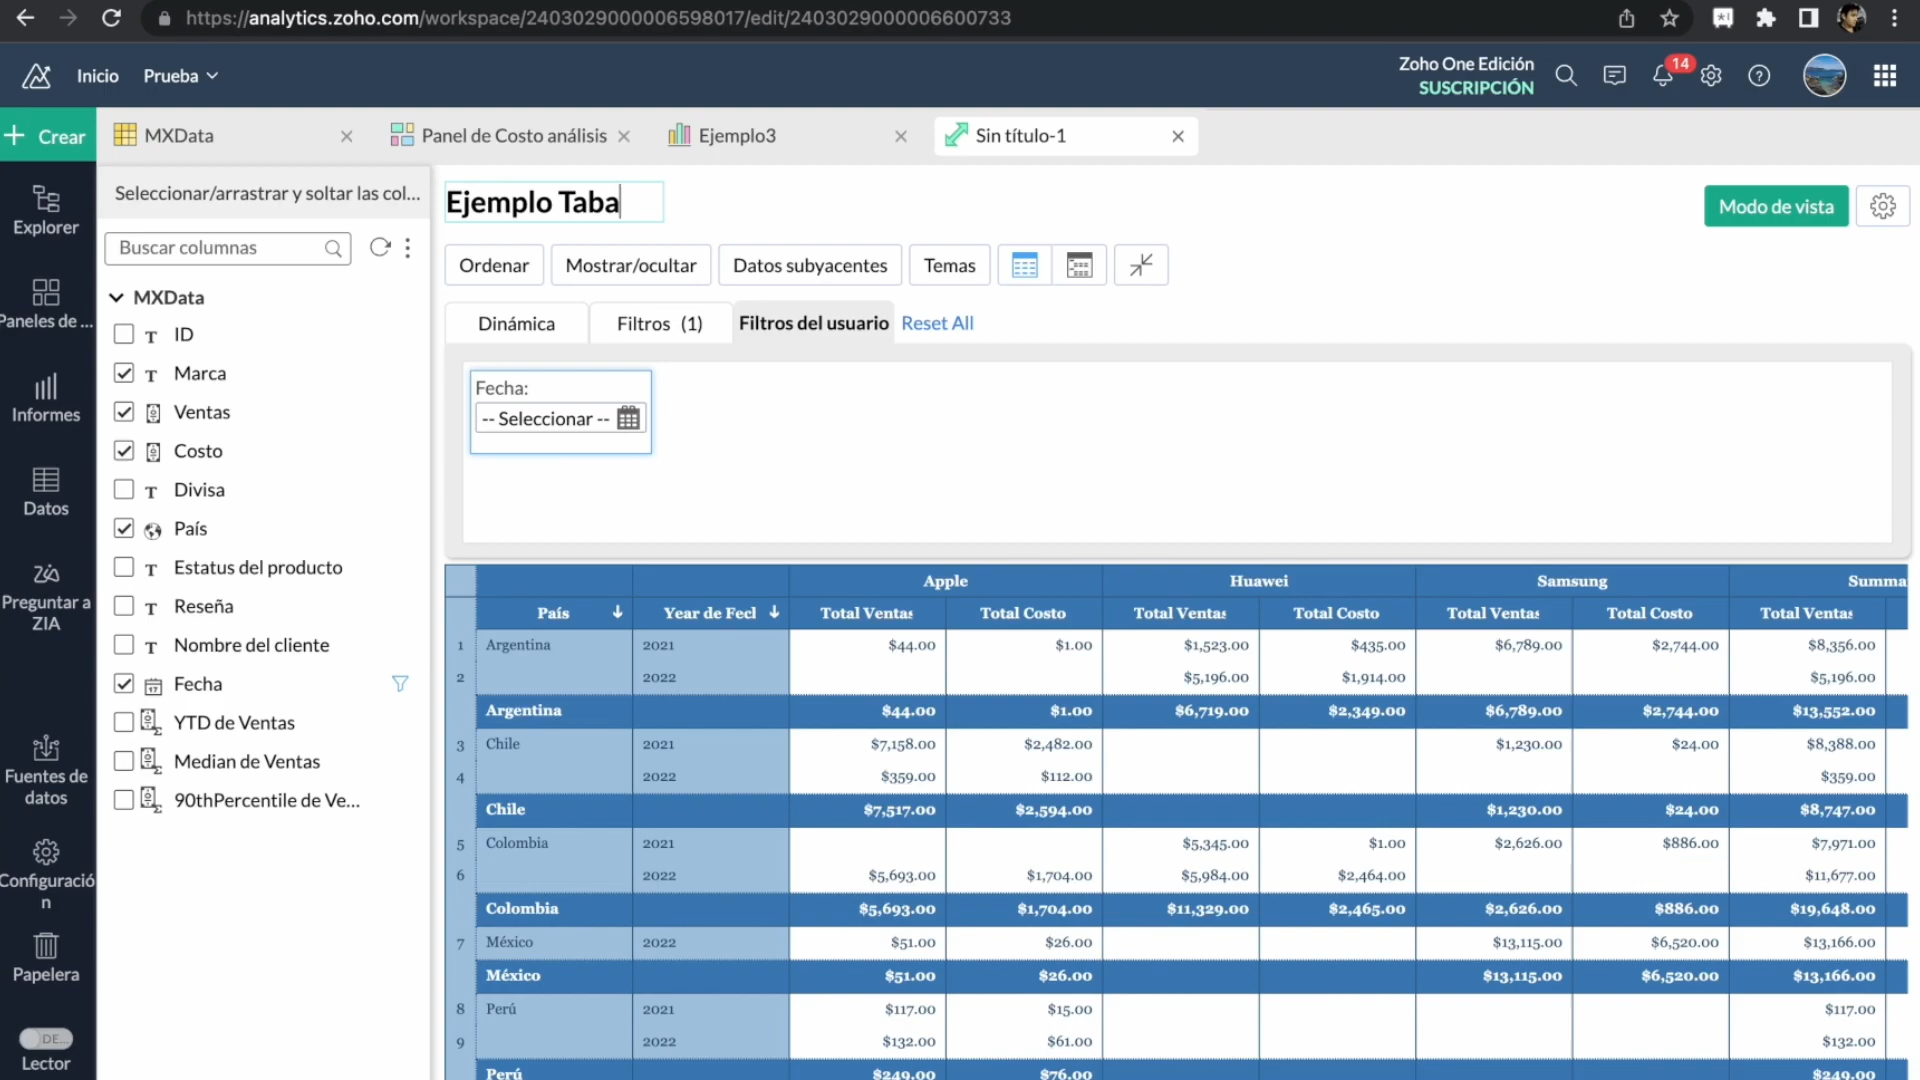 https://analytics.zoho.com/workspace/2403029000006598017/edit/2403029000006600733
Inicio
Prueba
Zoho One Edición
SUSCRIPCIÓN
14
Crear
MXData
Panel de Costo análisis
Ejemplo3
Sin título-1
Explorer
Paneles de ...
Informes
Datos
Preguntar a
ZIA
Fuentes de
datos
Configuració
n
Papelera
DE...
Lector
Seleccionar/arrastrar y soltar las col...
Buscar columnas
MXData
T ID
T Marca
Ventas
Costo
T Divisa
País
T Estatus del producto
T Reseña
T Nombre del cliente
17 Fecha
YTD de Ventas
Median de Ventas
90thPercentile de Ve...
Ejemplo Taba
Modo de vista
Ordenar
Mostrar/ocultar
Datos subyacentes
Temas
Dinámica
Filtros (1)
Filtros del usuario
Reset All
Fecha:
-- Seleccionar --
Apple Huawei Samsung Summa
País Year de Fecl Total Ventas Total Costo Total Ventas Total Costo Total Ventas Total Costo Total Ventas
1 Argentina 2021 $44.00 $1.00 $1,523.00 $435.00 $6,789.00 $2,744.00 $8,356.00
2 2022 $5,196.00 $1,914.00 $5,196.00
Argentina $44.00 $1.00 $6,719.00 $2,349.00 $6,789.00 $2,744.00 $13,552.00
3 Chile 2021 $7,158.00 $2,482.00 $1,230.00 $24.00 $8,388.00
4 2022 $359.00 $112.00 $359.00
Chile $7,517.00 $2,594.00 $1,230.00 $24.00 $8,747.00
5 Colombia 2021 $5,345.00 $1.00 $2,626.00 $886.00 $7,971.00
6 2022 $5,693.00 $1,704.00 $5,984.00 $2,464.00 $11,677.00
Colombia $5,693.00 $1,704.00 $11,329.00 $2,465.00 $2,626.00 $886.00 $19,648.00
7 México 2022 $51.00 $26.00 $13,115.00 $6,520.00 $13,166.00
México $51.00 $26.00 $13,115.00 $6,520.00 $13,166.00
8 Perú 2021 $117.00 $15.00 $117.00
9 2022 $132.00 $61.00 $132.00
Perú $249.00 $76.00 $249.00